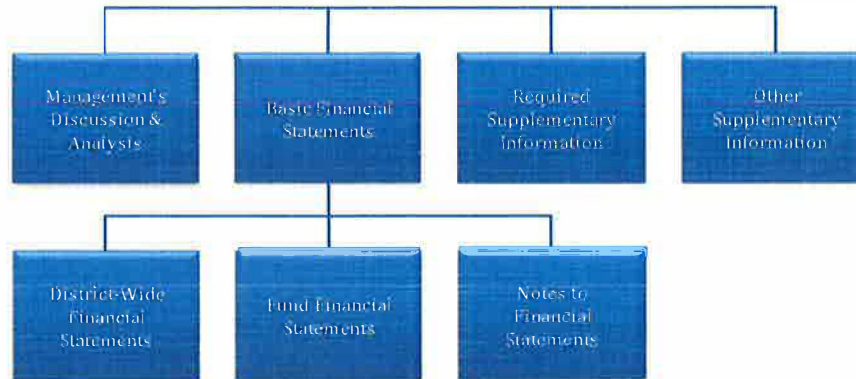 Management's
Discussion &
Analysis
Basic Financial
Statements
Required
Supplementary
Information
Other
Supplementary
Information
District-Wide
Financial
Statements
Fund Financial
Statements
Notes to
Financial
Statements